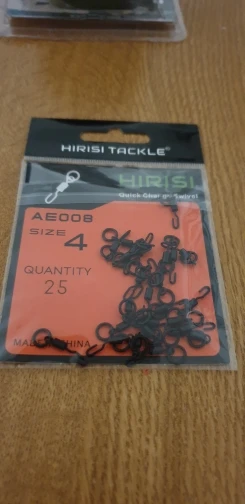 HIRISI TACKLE®
HIRISI
Quick Change Swivel
AE008
SIZE 4
QUANTITY
25
MADE IN CHINA